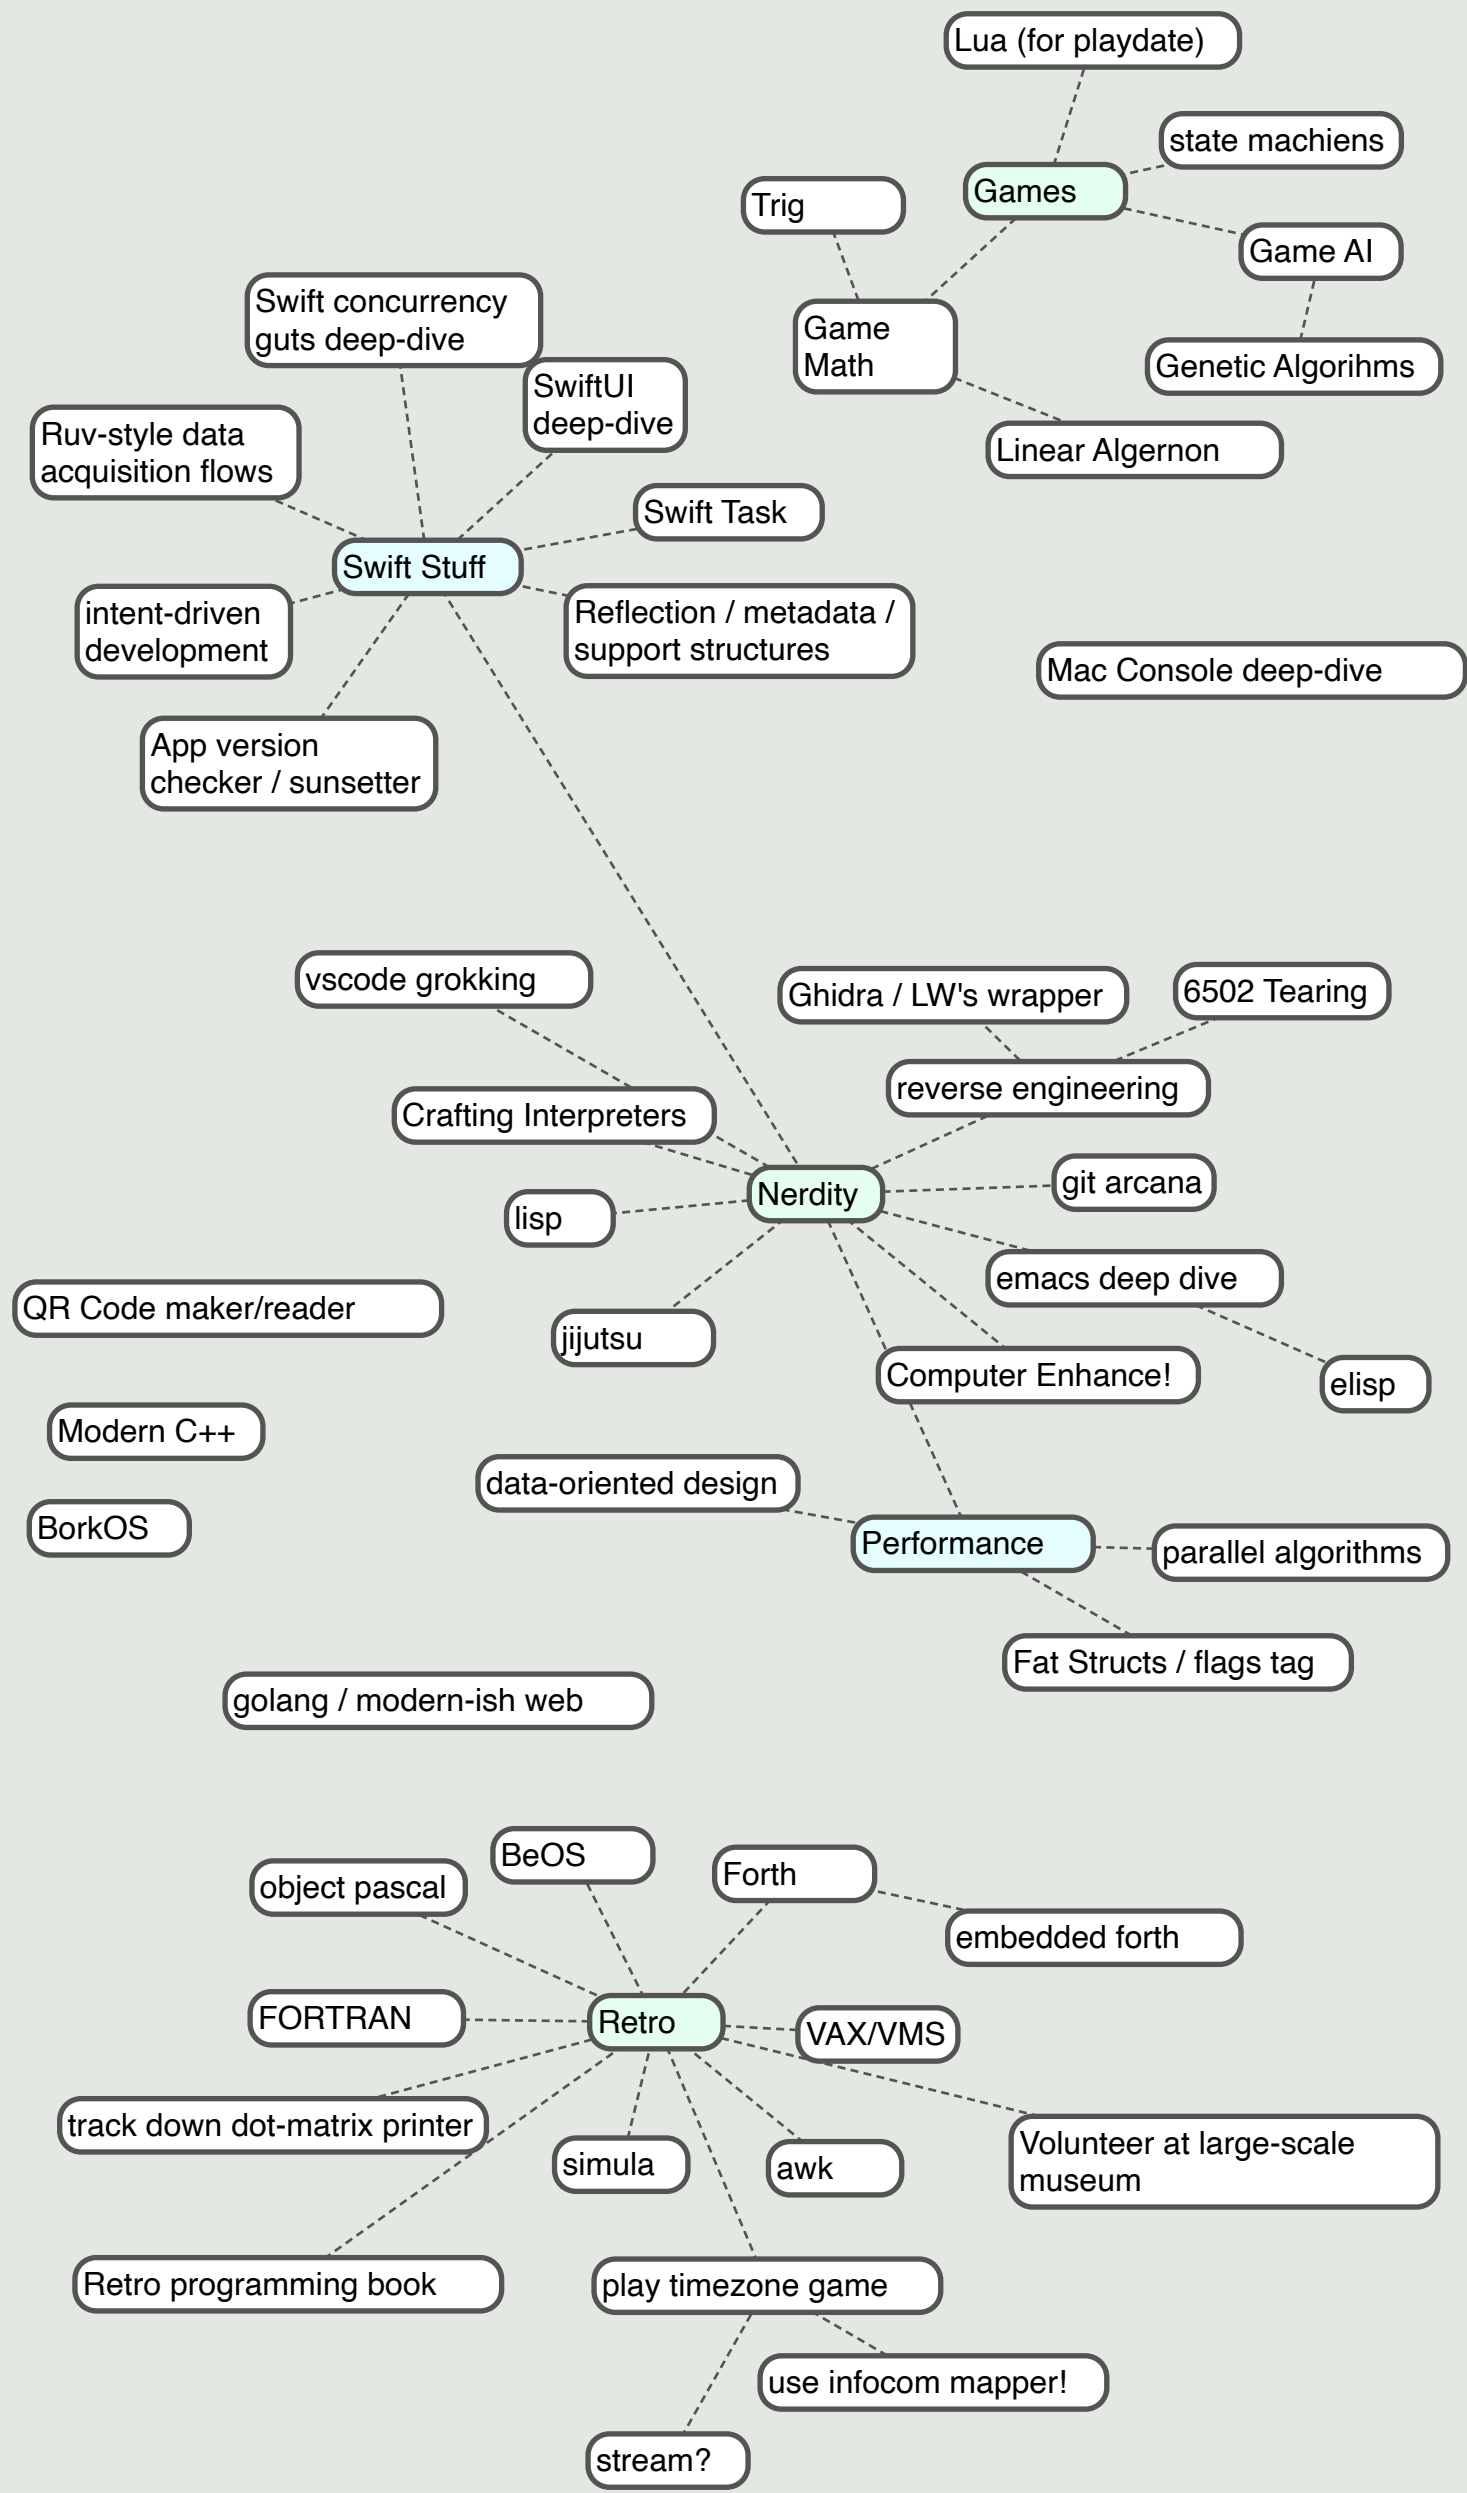 Lua (for playdate)
state machiens
Games
Trig
Game AI
Swift concurrency
guts deep-dive
Game
Math
Genetic Algorihms
SwiftUI
deep-dive
Ruv-style data
acquisition flows
Linear Algernon
Swift Task
Swift Stuff
intent-driven
development
Reflection / metadata /
support structures
Mac Console deep-dive
App version
checker / sunsetter
vscode grokking
Ghidra / LW's wrapper
6502 Tearing
reverse engineering
Crafting Interpreters
Nerdity
git arcana
lisp
emacs deep dive
QR Code maker/reader
jijutsu
Computer Enhance!
elisp
Modern C++
data-oriented design
BorkOS
Performance
parallel algorithms
Fat Structs / flags tag
golang / modern-ish web
BeOS
Forth
object pascal
embedded forth
FORTRAN
Retro
VAX/VMS
track down dot-matrix printer
simula
awk
Volunteer at large-scale
museum
Retro programming book
play timezone game
use infocom mapper!
stream?